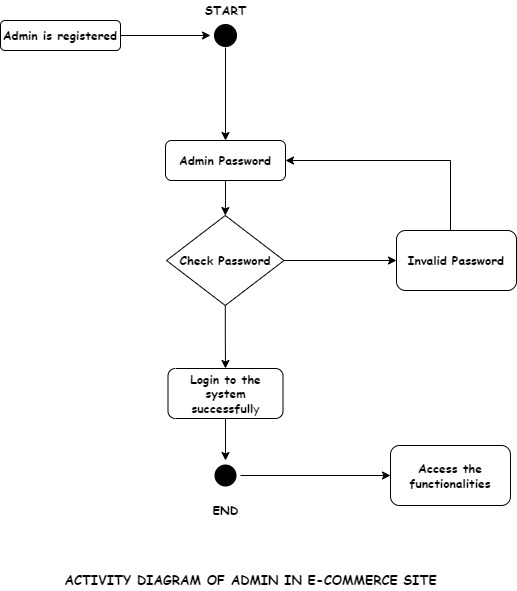 START
Admin is registered
Admin Password
Check Password
Invalid Password
Login to the
system
successfully
Access the
functionalities
END
ACTIVITY DIAGRAM OF ADMIN IN E-COMMERCE SITE